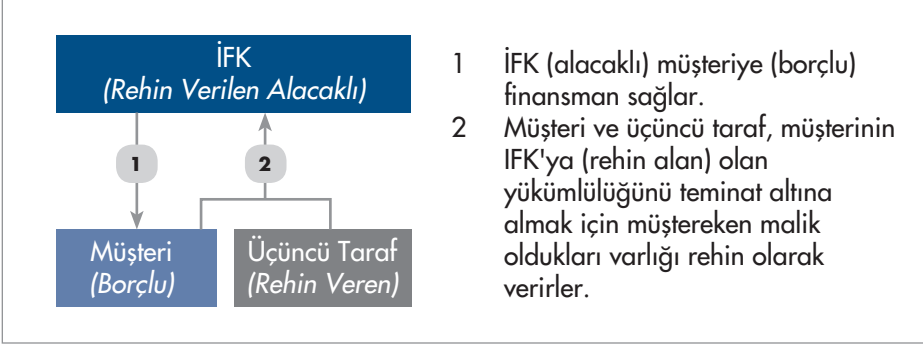 İFK
(Rehin Verilen Alacaklı)
1
2
Müşteri
(Borçlu)
Üçüncü Taraf
(Rehin Veren)
1 İFK (alacaklı) müşteriye (borçlu)
finansman sağlar.
2 Müşteri ve üçüncü taraf, müşterinin
IFK'ya (rehin alan) olan
yükümlülüğünü teminat altına
almak için müştereken malik
oldukları varlığı rehin olarak
verirler.